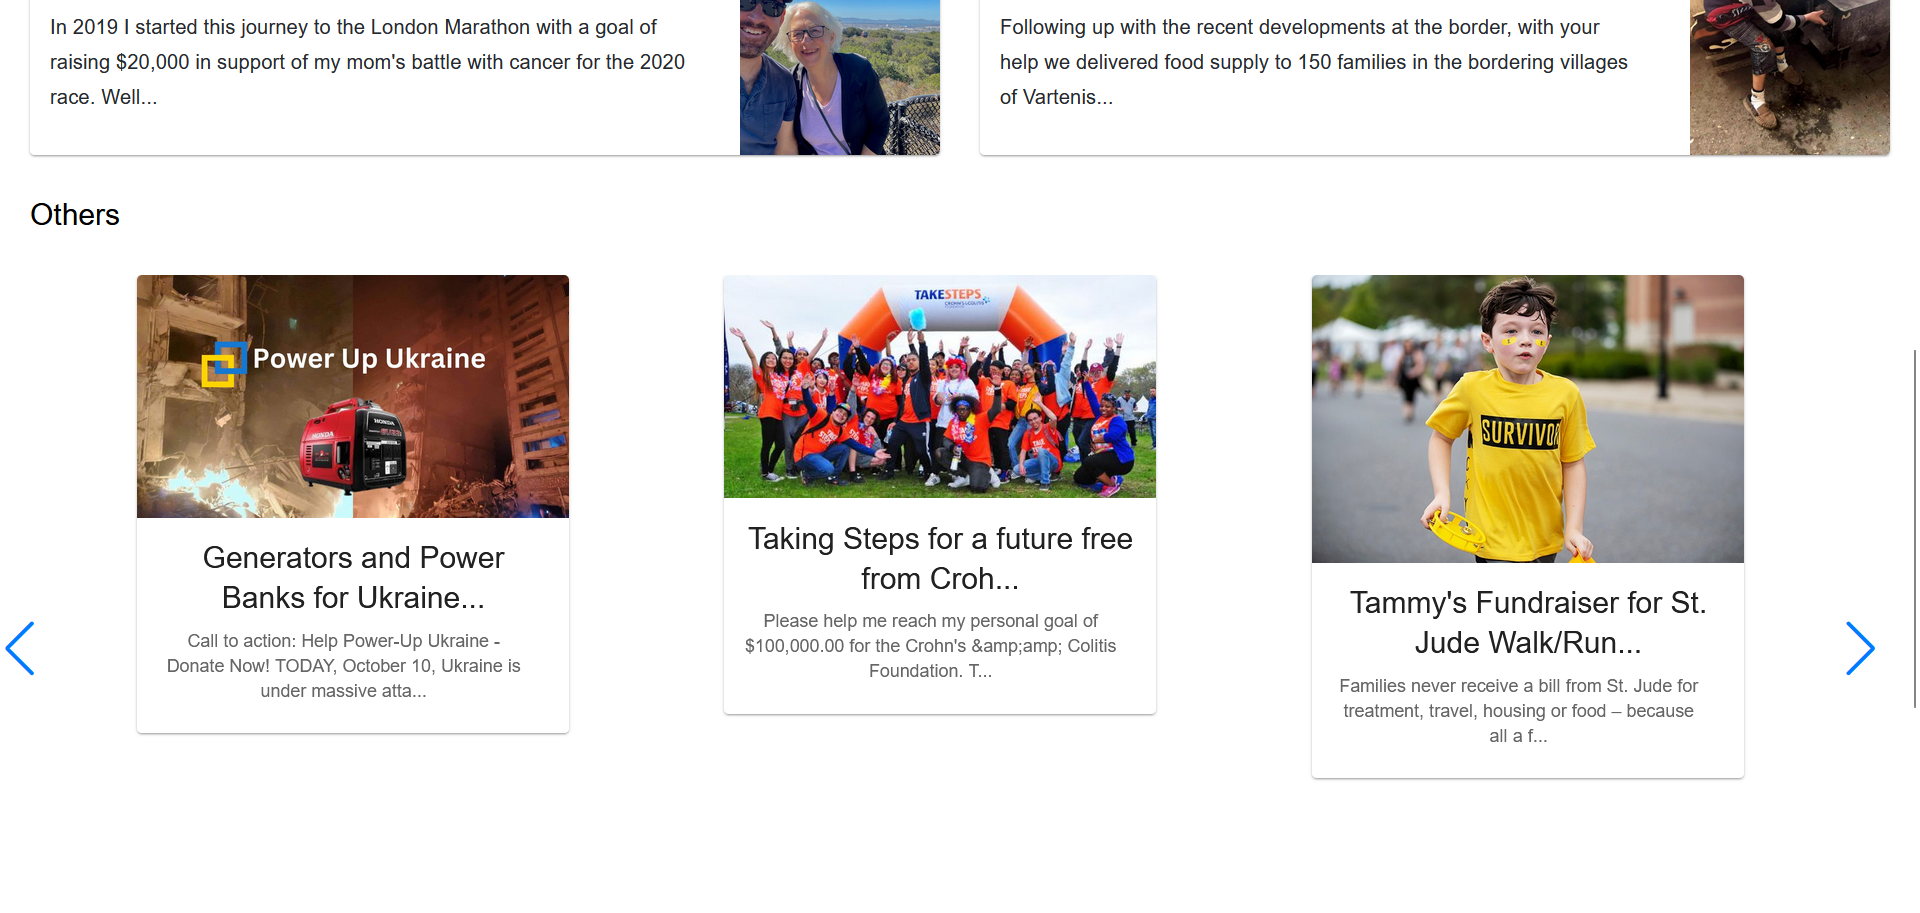 In 2019 I started this journey to the London Marathon with a goal of
raising $20,000 in support of my mom's battle with cancer for the 2020
race. Well...
Following up with the recent developments at the border, with your
help we delivered food supply to 150 families in the bordering villages
of Vartenis...
Others
Power Up Ukraine
HONDA
HONDA
Generators and Power
Banks for Ukraine...
Call to action: Help Power-Up Ukraine -
Donate Now! TODAY, October 10, Ukraine is
under massive atta...
TAKESTEPS
CROHN'S & COLITIS
Taking Steps for a future free
from Croh...
Please help me reach my personal goal of
$100,000.00 for the Crohn's &amp;amp; Colitis
Foundation. T...
SURVIVOR
Tammy's Fundraiser for St.
Jude Walk/Run...
Families never receive a bill from St. Jude for
treatment, travel, housing or food – because
all a f...